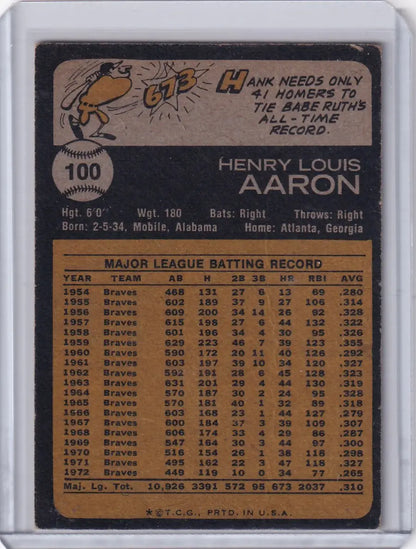 673
HANK NEEDS ONLY
41 HOMERS TO
TIE BABE RUTH'S
ALL-TIME
RECORD.
100
HENRY LOUIS
AARON
Hgt. 6'0" Wgt. 180 Bats: Right Throws: Right
Born: 2-5-34, Mobile, Alabama Home: Atlanta, Georgia
MAJOR LEAGUE BATTING RECORD
YEAR TEAM AB H 2B 3B HR RBI AVG
1954 Braves 468 131 27 6 13 69 .280
1955 Braves 602 189 37 9 27 106 .314
1956 Braves 609 200 34 14 26 92 .328
1957 Braves 615 198 27 6 44 132 .322
1958 Braves 601 196 34 4 30 95 .326
1959 Braves 629 223 46 7 39 123 .355
1960 Braves 590 172 20 11 40 126 .292
1961 Braves 603 197 39 10 34 120 .327
1962 Braves 592 191 28 6 45 128 .323
1963 Braves 631 201 29 4 44 130 .319
1964 Braves 570 187 30 2 24 95 .328
1965 Braves 570 181 40 1 32 89 .318
1966 Braves 603 168 23 1 44 127 .279
1967 Braves 600 184 37 3 39 109 .307
1968 Braves 606 174 33 4 29 86 .287
1969 Braves 547 164 30 3 44 97 .300
1970 Braves 516 154 26 1 38 118 .298
1971 Braves 495 162 22 3 47 118 .327
1972 Braves 449 119 10 0 34 77 .265
Maj. Lg. Tot. 10,926 3391 572 95 673 2037 .310
*©T.C.G., PRTD. IN U.S.A.